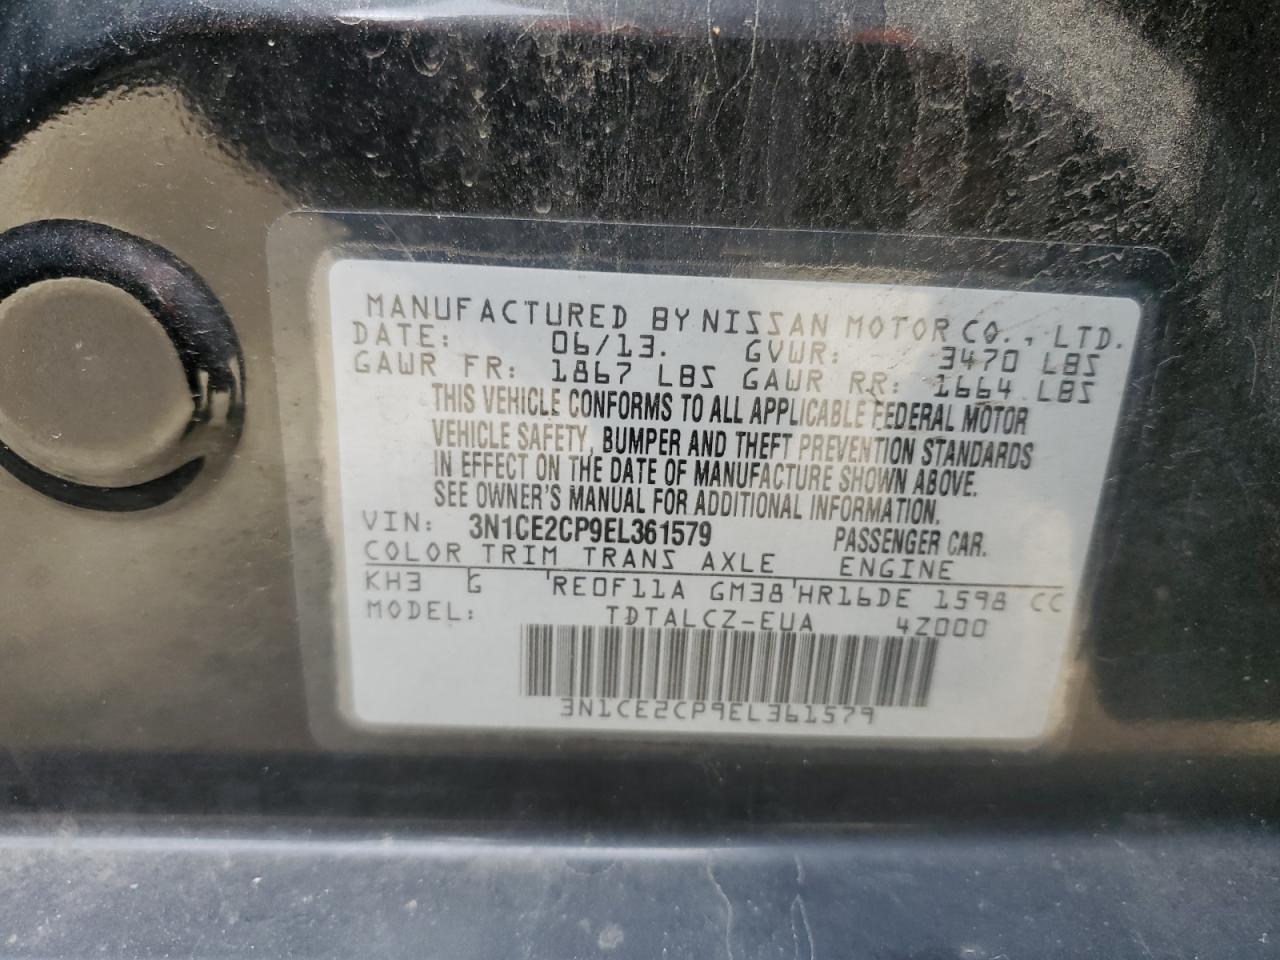 MANUFACTURED BY NISSAN MOTOR CO., LTD.
DATE: 06/13. GVWR: 3470 LBS
GAWR FR: 1867 LBS GAWR RR: 1664 LBS
THIS VEHICLE CONFORMS TO ALL APPLICABLE FEDERAL MOTOR
VEHICLE SAFETY, BUMPER AND THEFT PREVENTION STANDARDS
IN EFFECT ON THE DATE OF MANUFACTURE SHOWN ABOVE.
SEE OWNER'S MANUAL FOR ADDITIONAL INFORMATION.
VIN: 3N1CE2CP9EL361579 PASSENGER CAR.
COLOR TRIM TRANS AXLE ENGINE
KH3 G RE0F11A GM38 HR16DE 1598 CC
MODEL: TDTALCZ-EUA 4Z000
3N1CE2CP9EL361579